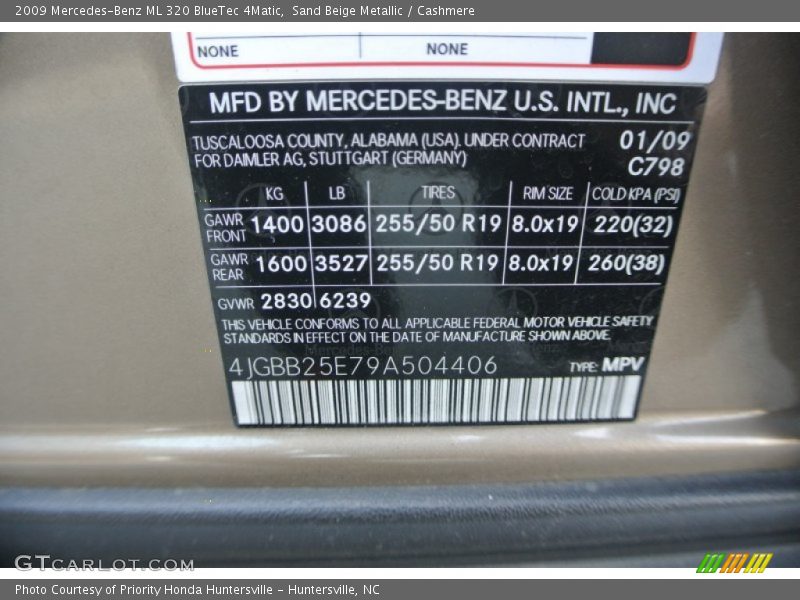 2009 Mercedes-Benz ML 320 BlueTec 4Matic, Sand Beige Metallic / Cashmere
NONE NONE
MFD BY MERCEDES-BENZ U.S. INTL., INC
TUSCALOOSA COUNTY, ALABAMA (USA). UNDER CONTRACT 01/09
FOR DAIMLER AG, STUTTGART (GERMANY) C798
KG LB TIRES RIM SIZE COLD KPA (PSI)
GAWR FRONT 1400 3086 255/50 R19 8.0x19 220(32)
GAWR REAR 1600 3527 255/50 R19 8.0x19 260(38)
GVWR 2830 6239
THIS VEHICLE CONFORMS TO ALL APPLICABLE FEDERAL MOTOR VEHICLE SAFETY
STANDARDS IN EFFECT ON THE DATE OF MANUFACTURE SHOWN ABOVE.
4JGBB25E79A504406 TYPE: MPV
GTCARLOT.COM
Photo Courtesy of Priority Honda Huntersville - Huntersville, NC